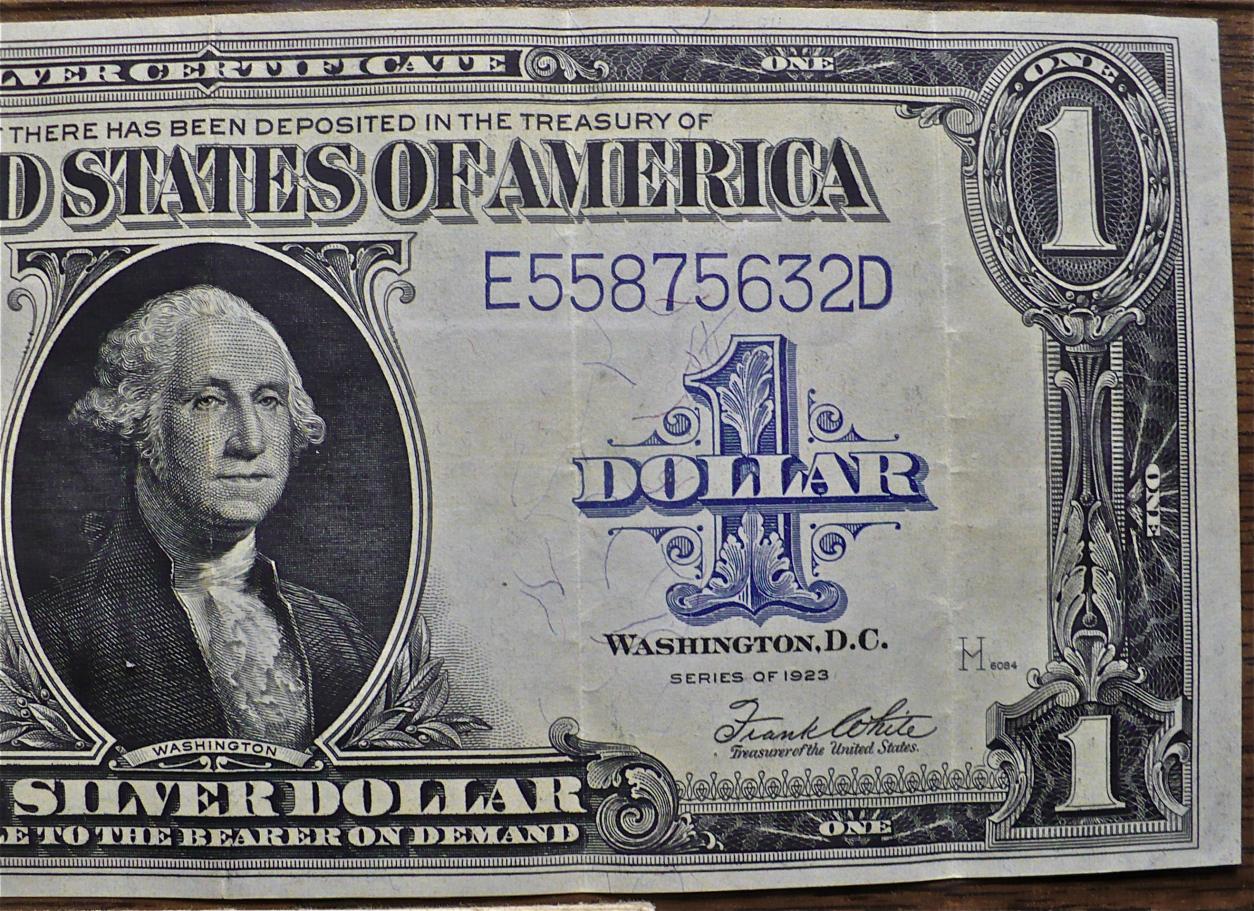 LVER CERTIFICATE
ONE
ONE
1
THERE HAS BEEN DEPOSITED IN THE TREASURY OF
D STATES OF AMERICA
E55875632D
1
DOLLAR
ONE
WASHINGTON, D.C.
SERIES OF 1923
H 6084
Frank White
Treasurer of the United States.
WASHINGTON
1
SILVER DOLLAR
E TO THE BEARER ON DEMAND
ONE